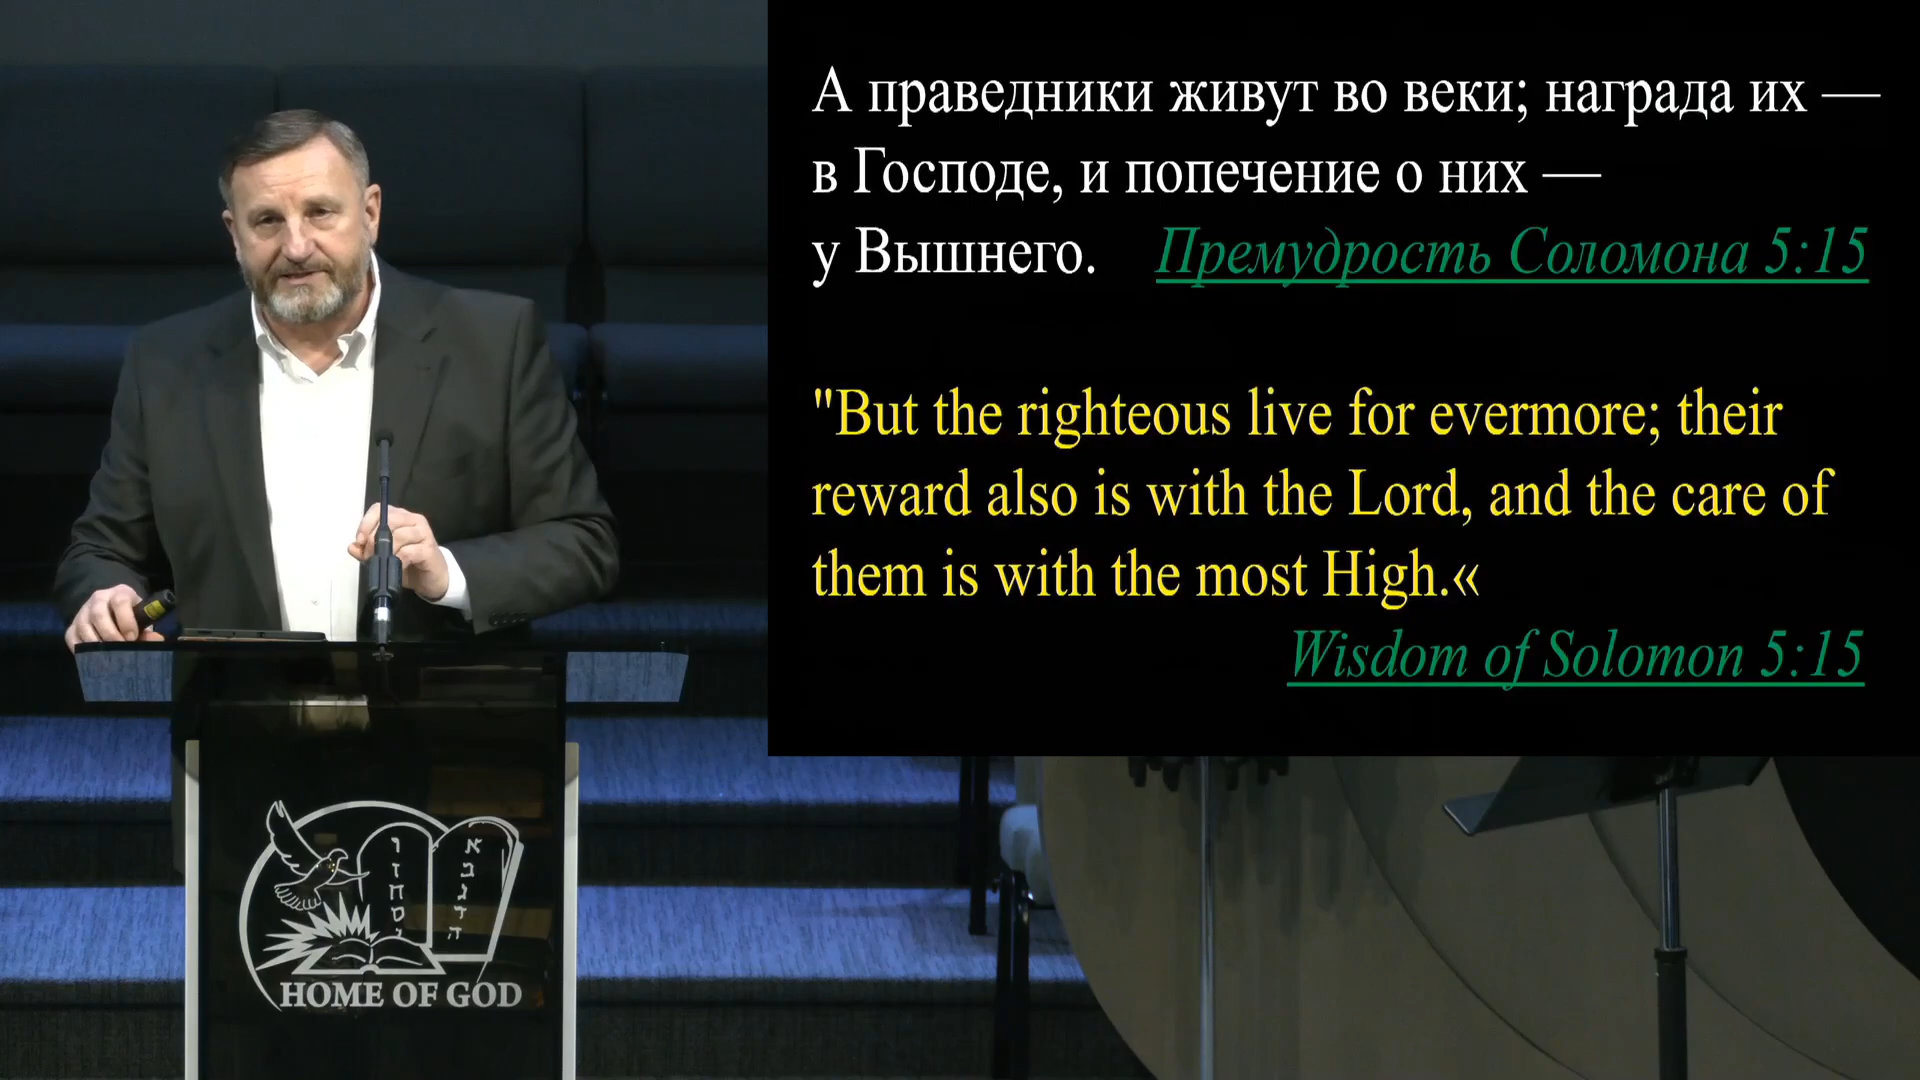 А праведники живут во веки; награда их —
в Господе, и попечение о них —
у Вышнего. Премудрость Соломона 5:15
"But the righteous live for evermore; their
reward also is with the Lord, and the care of
them is with the most High.«
Wisdom of Solomon 5:15
ו א
ז ב
ח ג
ט ד
י ה
HOME OF GOD